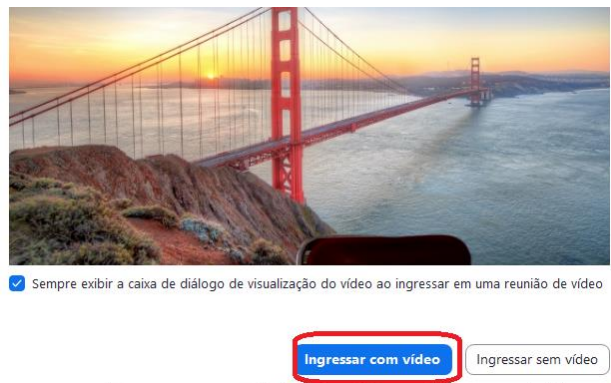 Sempre exibir a caixa de diálogo de visualização do vídeo ao ingressar em uma reunião de vídeo
Ingressar com vídeo
Ingressar sem vídeo